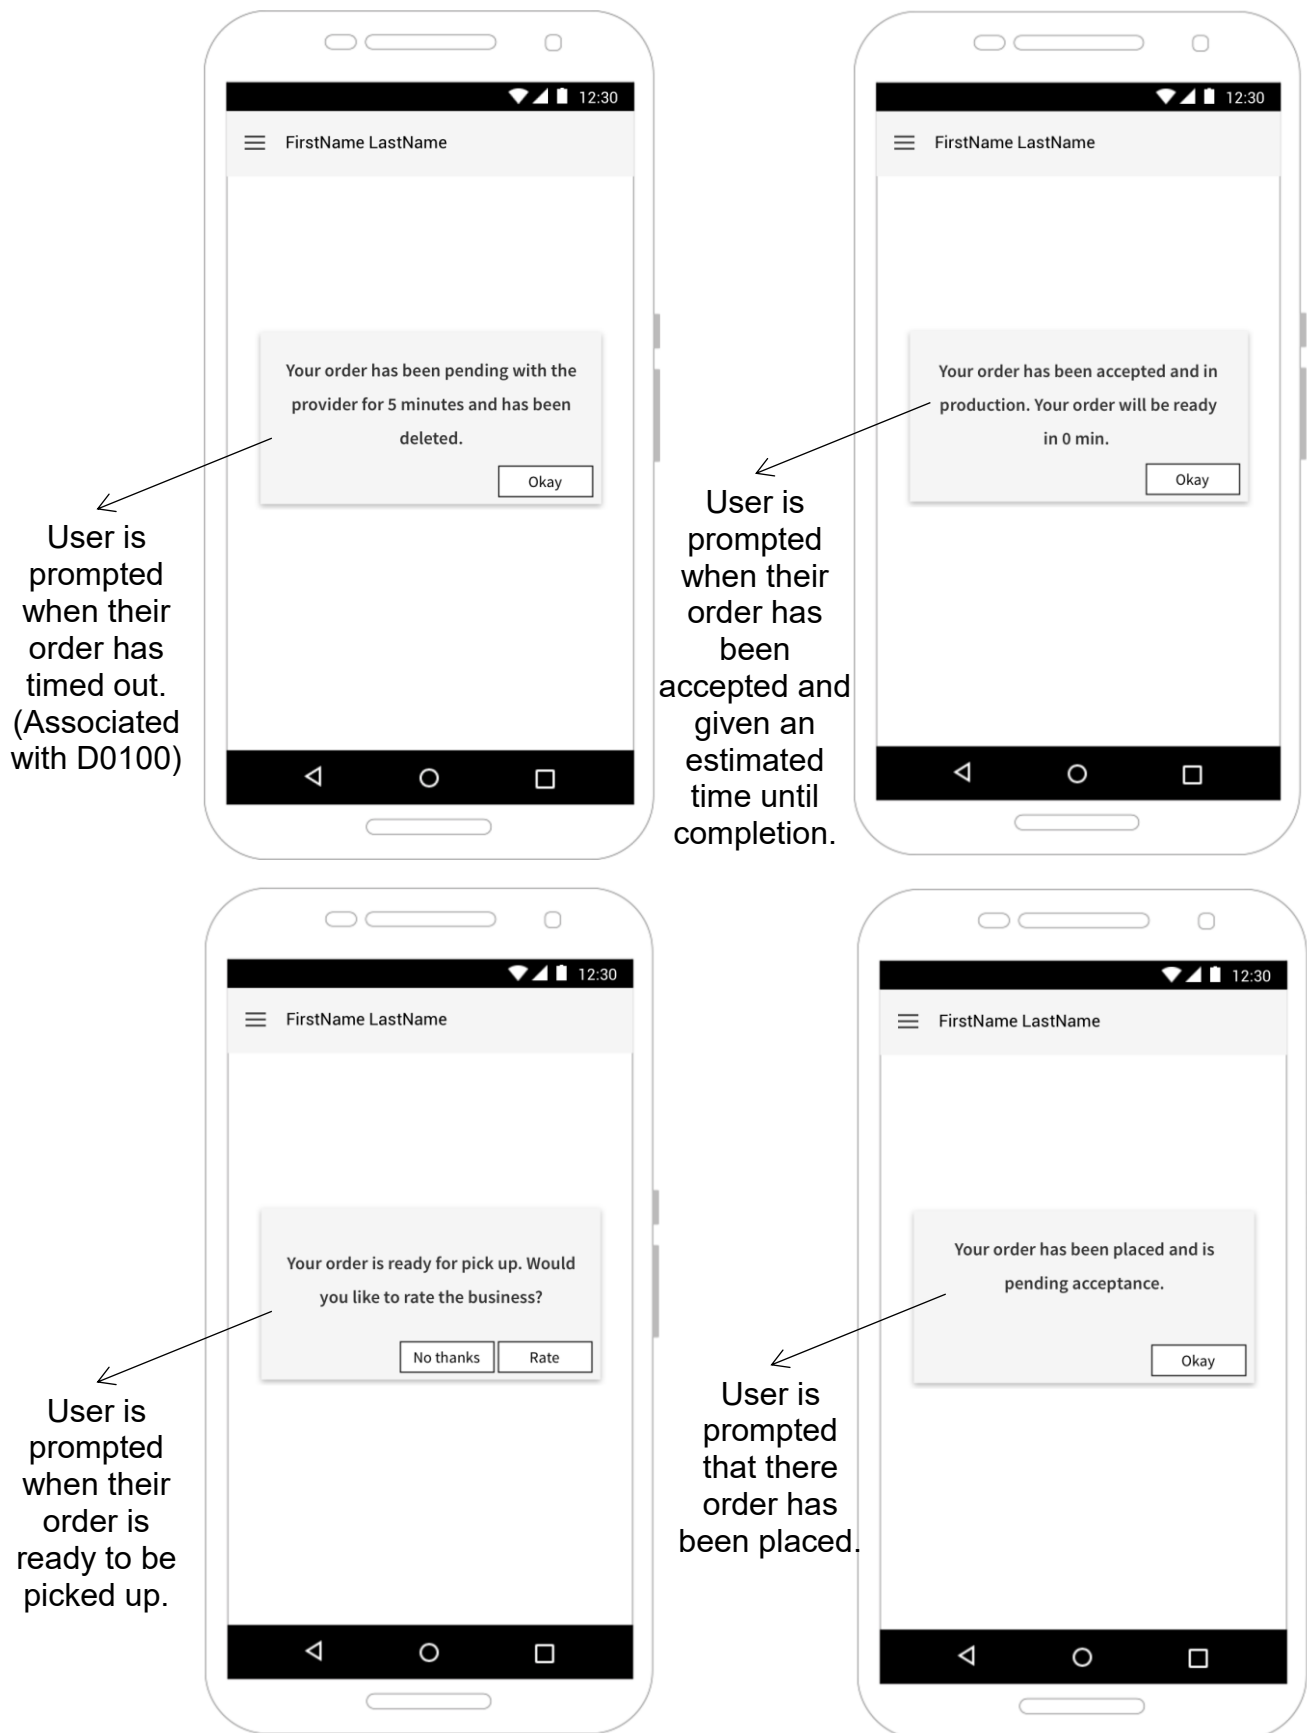 12:30
FirstName LastName
Your order has been pending with the
provider for 5 minutes and has been
deleted.
Okay
User is
prompted
when their
order has
timed out.
(Associated
with D0100)
12:30
FirstName LastName
Your order has been accepted and in
production. Your order will be ready
in 0 min.
Okay
User is
prompted
when their
order has
been
accepted and
given an
estimated
time until
completion.
12:30
FirstName LastName
Your order is ready for pick up. Would
you like to rate the business?
No thanks
Rate
User is
prompted
when their
order is
ready to be
picked up.
12:30
FirstName LastName
Your order has been placed and is
pending acceptance.
Okay
User is
prompted
that there
order has
been placed.